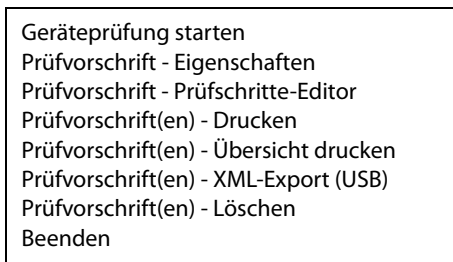 Geräteprüfung starten
Prüfvorschrift - Eigenschaften
Prüfvorschrift - Prüfschritte-Editor
Prüfvorschrift(en) - Drucken
Prüfvorschrift(en) - Übersicht drucken
Prüfvorschrift(en) - XML-Export (USB)
Prüfvorschrift(en) - Löschen
Beenden